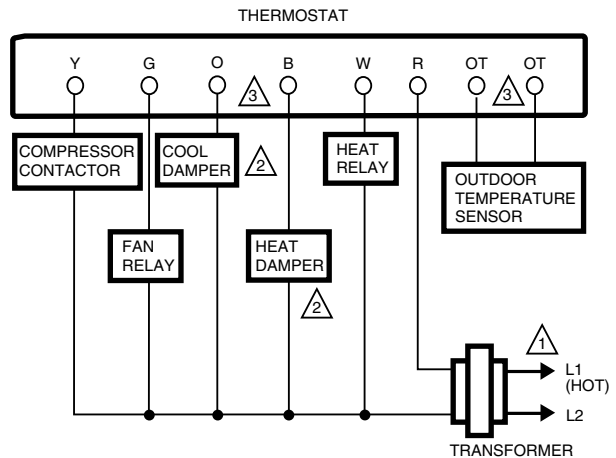 THERMOSTAT
Y G O B W R OT OT
3 3
COMPRESSOR
CONTACTOR
COOL
DAMPER
2
HEAT
RELAY
OUTDOOR
TEMPERATURE
SENSOR
FAN
RELAY
HEAT
DAMPER
2
1
L1
(HOT)
L2
TRANSFORMER